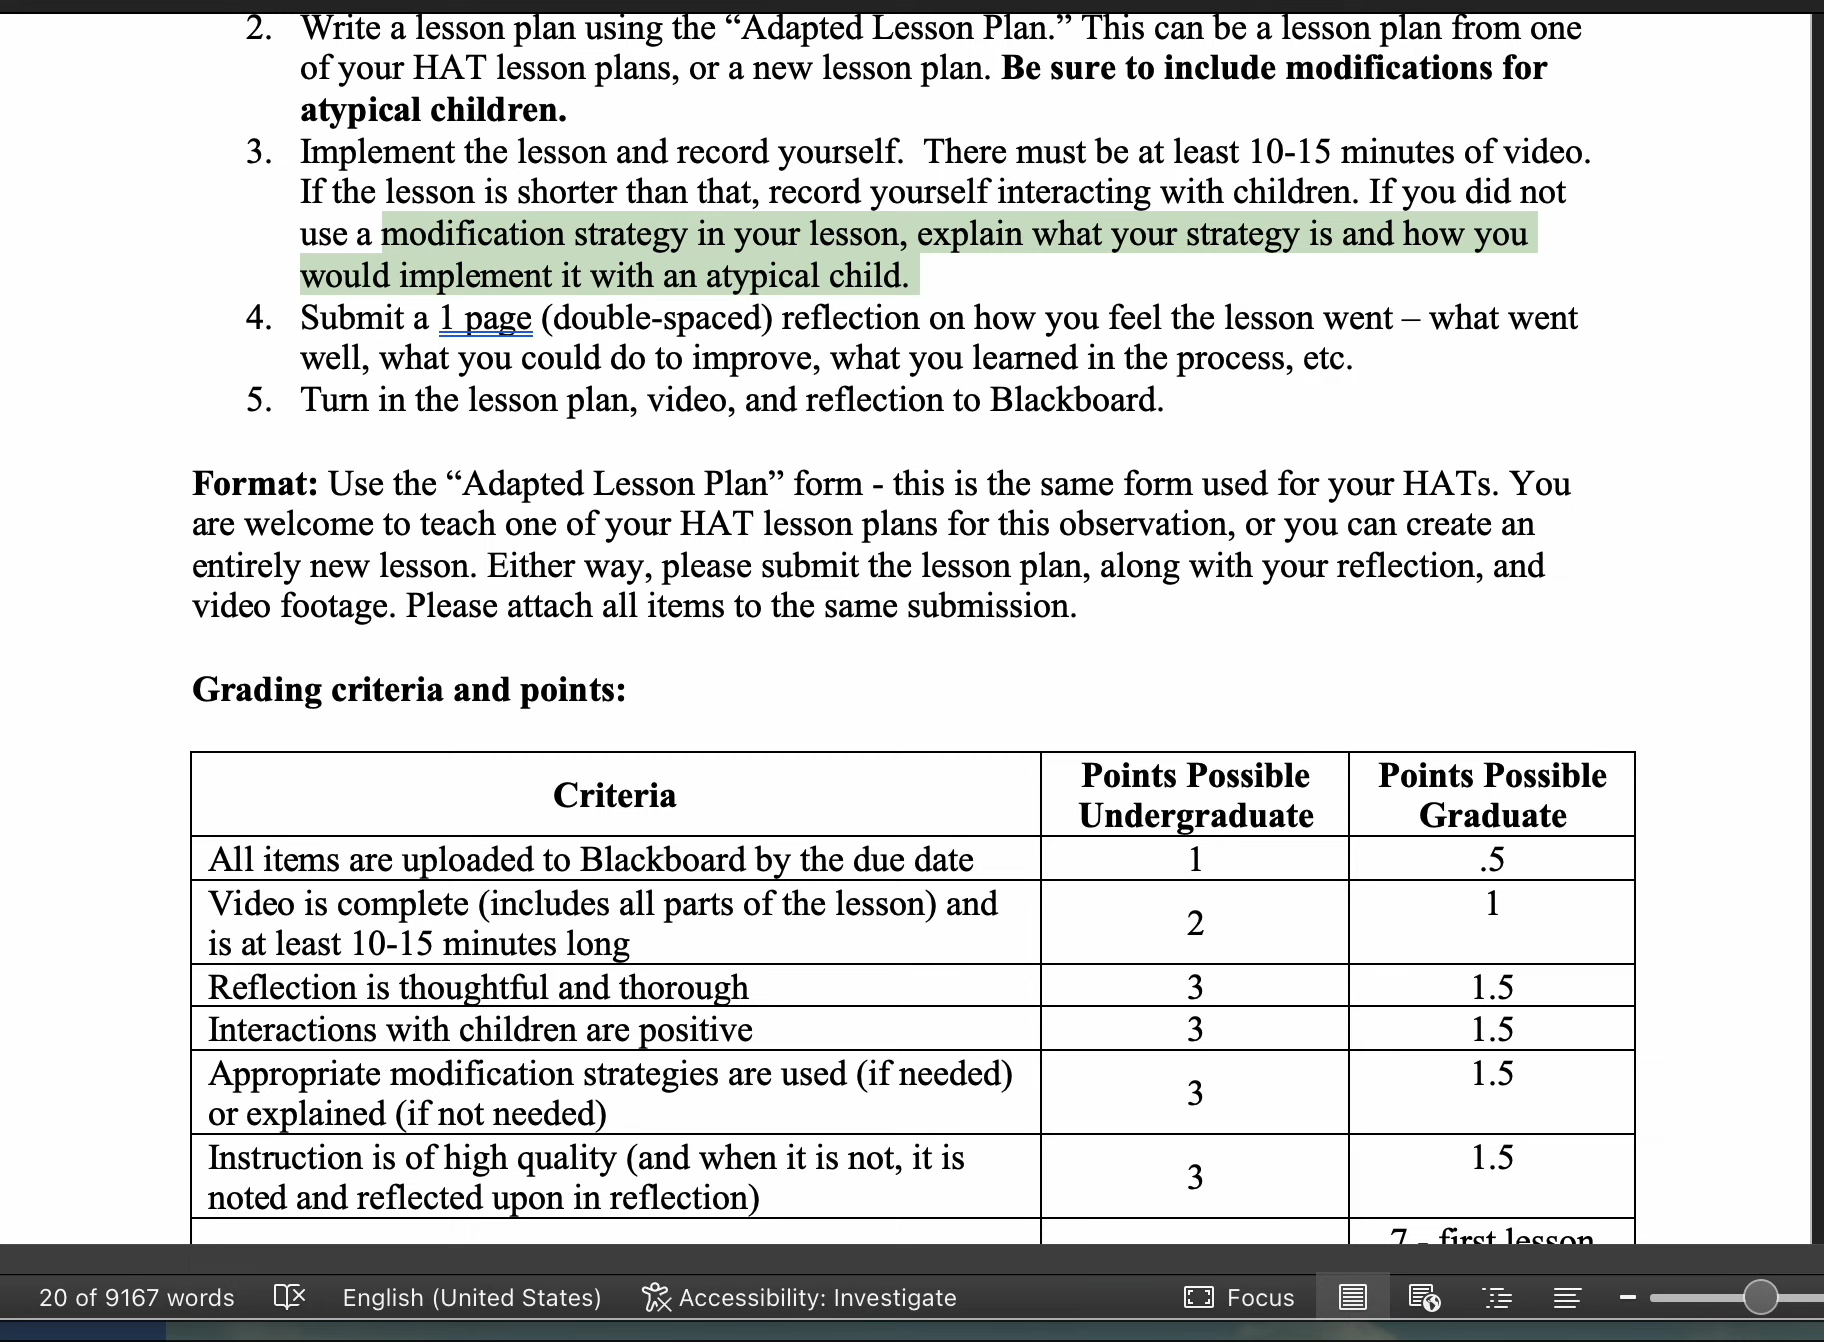 2. Write a lesson plan using the “Adapted Lesson Plan.” This can be a lesson plan from one
of your HAT lesson plans, or a new lesson plan. Be sure to include modifications for
atypical children.
3. Implement the lesson and record yourself.  There must be at least 10-15 minutes of video.
If the lesson is shorter than that, record yourself interacting with children. If you did not
use a modification strategy in your lesson, explain what your strategy is and how you
would implement it with an atypical child.
4. Submit a 1 page (double-spaced) reflection on how you feel the lesson went – what went
well, what you could do to improve, what you learned in the process, etc.
5. Turn in the lesson plan, video, and reflection to Blackboard.
Format: Use the “Adapted Lesson Plan” form - this is the same form used for your HATs. You
are welcome to teach one of your HAT lesson plans for this observation, or you can create an
entirely new lesson. Either way, please submit the lesson plan, along with your reflection, and
video footage. Please attach all items to the same submission.
Grading criteria and points:
Criteria
Points Possible
Undergraduate
Points Possible
Graduate
All items are uploaded to Blackboard by the due date
1
.5
Video is complete (includes all parts of the lesson) and
is at least 10-15 minutes long
2
1
Reflection is thoughtful and thorough
3
1.5
Interactions with children are positive
3
1.5
Appropriate modification strategies are used (if needed)
or explained (if not needed)
3
1.5
Instruction is of high quality (and when it is not, it is
noted and reflected upon in reflection)
3
1.5
7 - first lesson
20 of 9167 words
English (United States)
Accessibility: Investigate
Focus